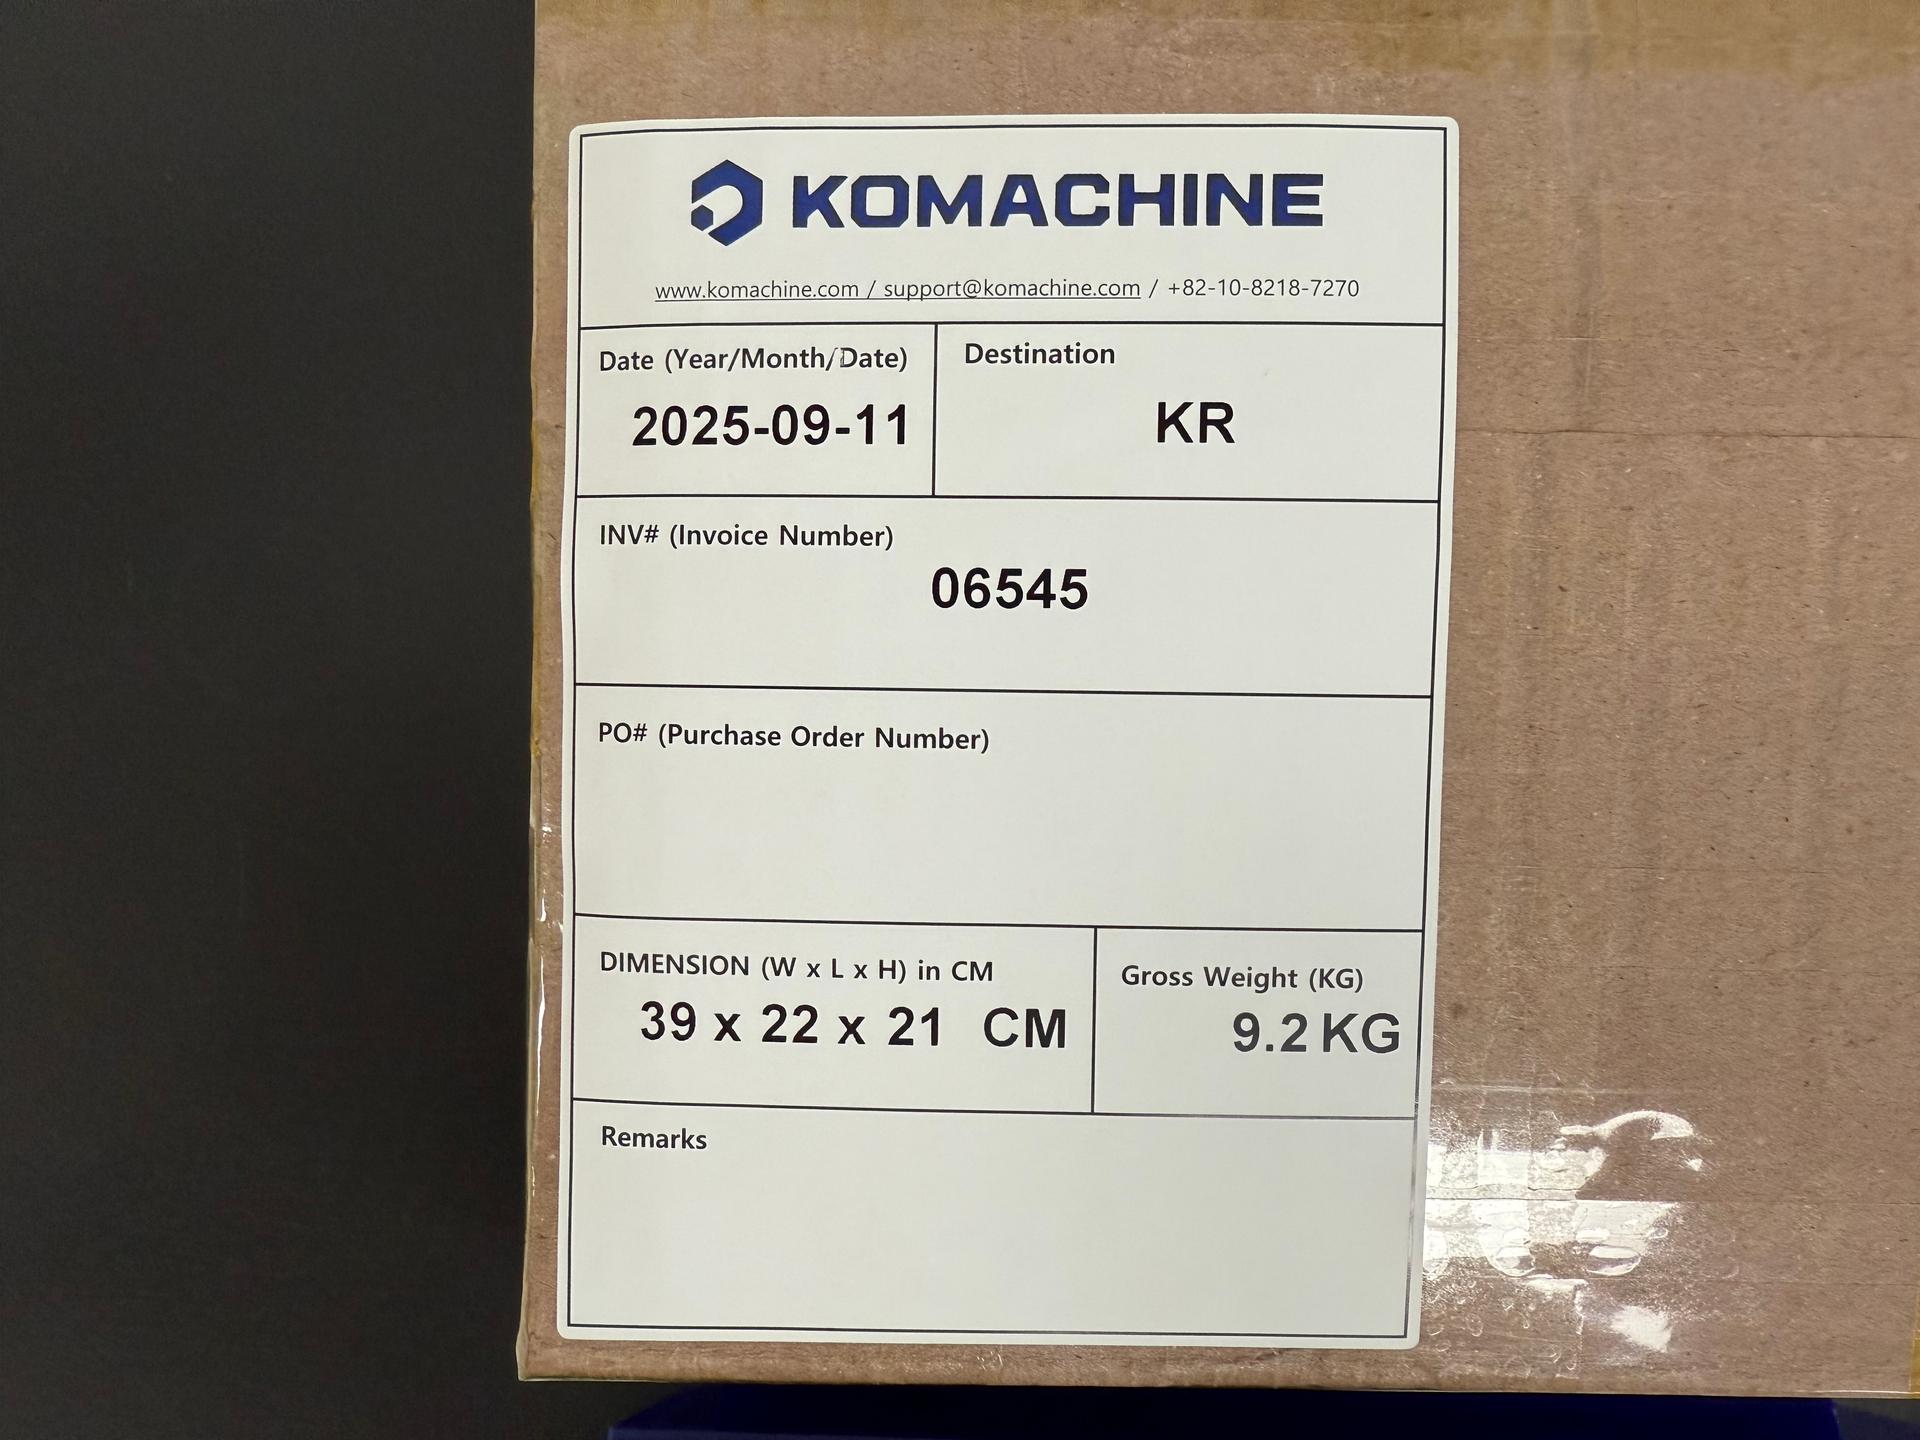 KOMACHINE
www.komachine.com / support@komachine.com / +82-10-8218-7270
Date (Year/Month/Date)
2025-09-11
Destination
KR
INV# (Invoice Number)
06545
PO# (Purchase Order Number)
DIMENSION (W x L x H) in CM
39 x 22 x 21 CM
Gross Weight (KG)
9.2 KG
Remarks